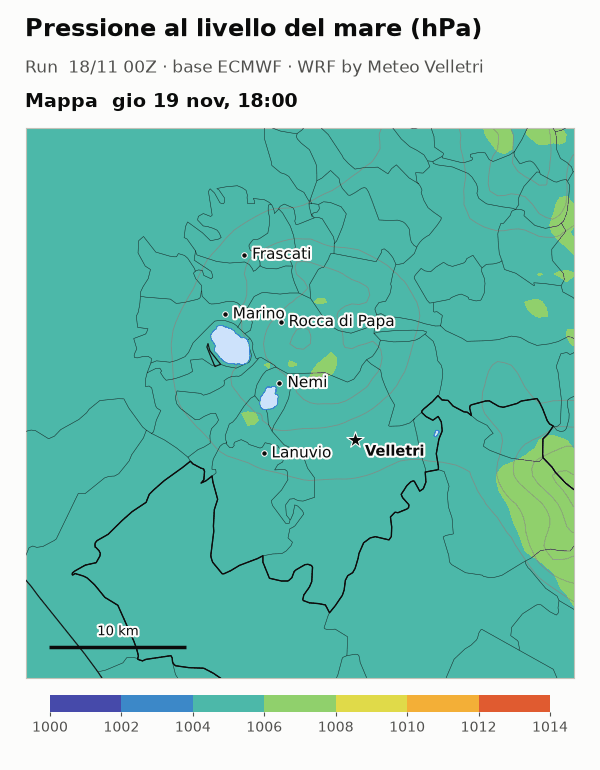 Pressione al livello del mare (hPa)
Run 18/11 00Z · base ECMWF · WRF by Meteo Velletri
Mappa gio 19 nov, 18:00
Frascati
Marino
Rocca di Papa
Nemi
Velletri
Lanuvio
10 km
1000 1002 1004 1006 1008 1010 1012 1014